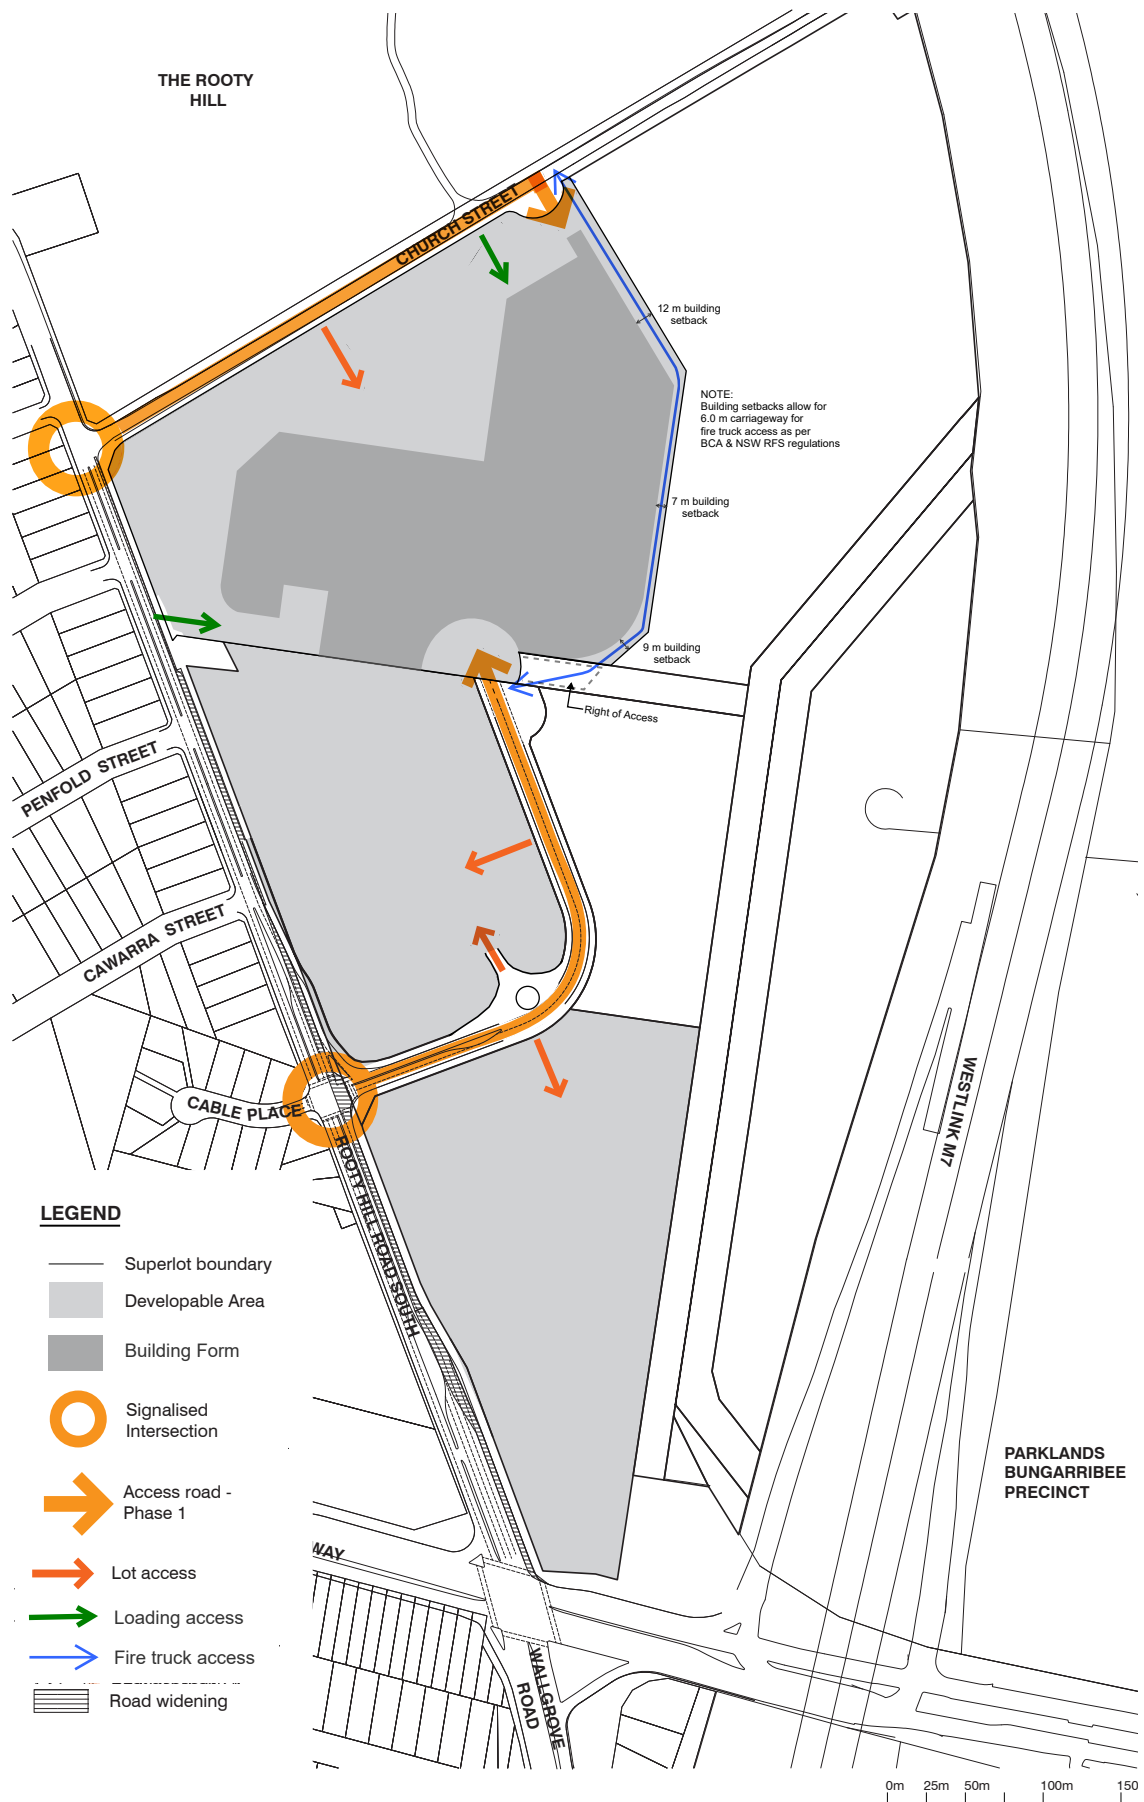 THE ROOTY
HILL
CHURCH STREET
12 m building
setback
NOTE:
Building setbacks allow for
6.0 m carriageway for
fire truck access as per
BCA & NSW RFS regulations
7 m building
setback
9 m building
setback
Right of Access
PENFOLD STREET
CAWARRA STREET
CABLE PLACE
WESTLINK M7
ROOTY HILL ROAD SOUTH
LEGEND
Superlot boundary
Developable Area
Building Form
Signalised
Intersection
Access road -
Phase 1
Lot access
Loading access
Fire truck access
Road widening
PARKLANDS
BUNGARRIBEE
PRECINCT
WAY
WALLGROVE
ROAD
0m 25m 50m 100m 150